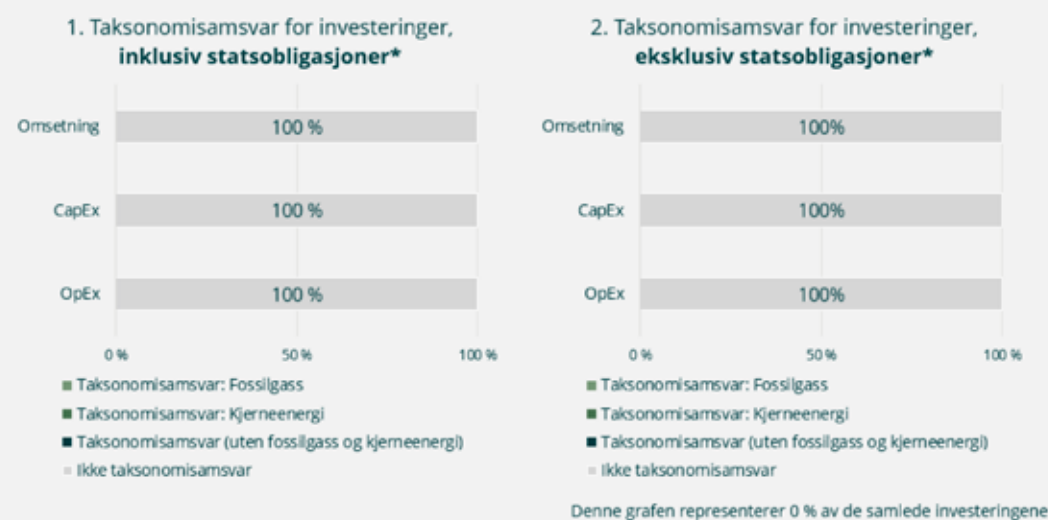 1. Taksonomisamsvar for investeringer,
inklusiv statsobligasjoner*
Omsetning
100 %
CapEx
100 %
OpEx
100 %
0 %
50 %
100 %
Taksonomisamsvar: Fossilgass
Taksonomisamsvar: Kjerneenergi
Taksonomisamsvar (uten fossilgass og kjerneenergi)
Ikke taksonomisamsvar
2. Taksonomisamsvar for investeringer,
eksklusiv statsobligasjoner*
Omsetning
100%
CapEx
100%
OpEx
100%
0 %
50 %
100 %
Taksonomisamsvar: Fossilgass
Taksonomisamsvar: Kjerneenergi
Taksonomisamsvar (uten fossilgass og kjerneenergi)
Ikke taksonomisamsvar
Denne grafen representerer 0 % av de samlede investeringene